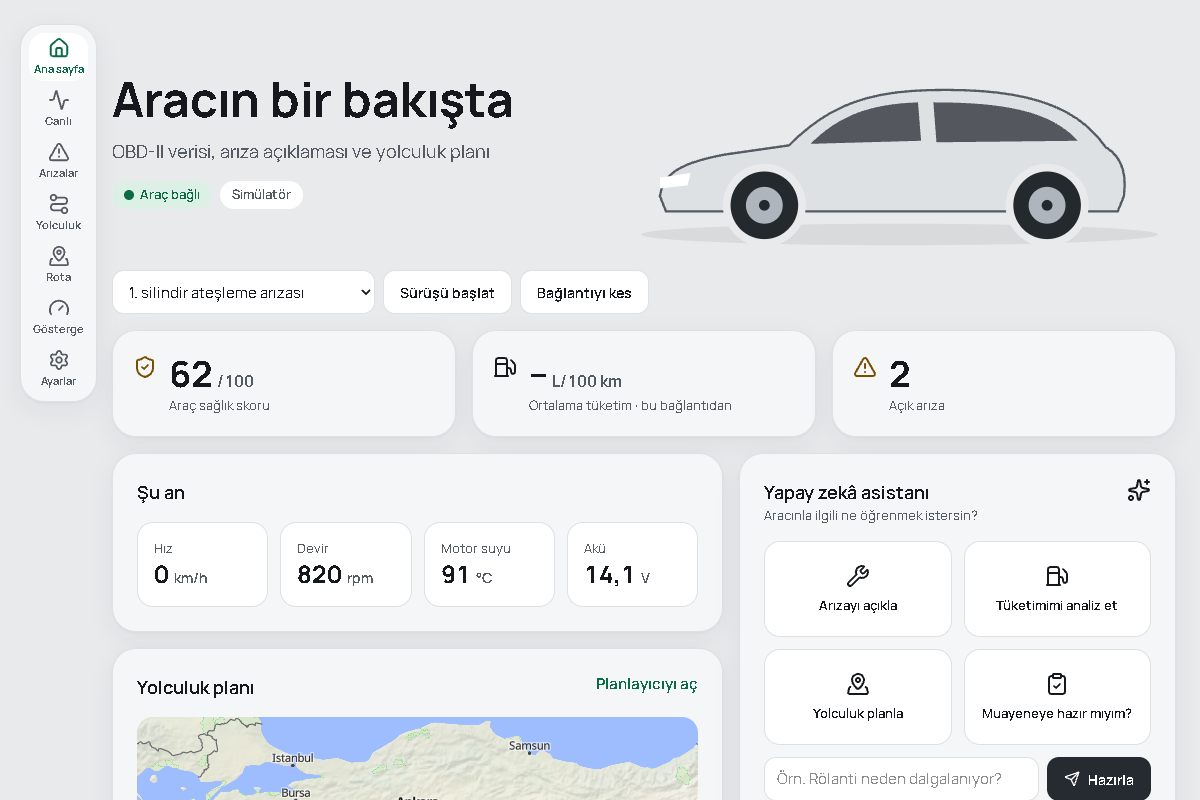 Ana sayfa
Canlı
Arızalar
Yolculuk
Rota
Gösterge
Ayarlar
Aracın bir bakışta
OBD-II verisi, arıza açıklaması ve yolculuk planı
Araç bağlı
Simülatör
1. silindir ateşleme arızası
Sürüşü başlat
Bağlantıyı kes
62 / 100
Araç sağlık skoru
– L/100 km
Ortalama tüketim · bu bağlantıdan
2
Açık arıza
Şu an
Hız
0 km/h
Devir
820 rpm
Motor suyu
91 °C
Akü
14,1 V
Yolculuk planı
Planlayıcıyı aç
Istanbul
Samsun
Bursa
Yapay zekâ asistanı
Aracınla ilgili ne öğrenmek istersin?
Arızayı açıkla
Tüketimimi analiz et
Yolculuk planla
Muayeneye hazır mıyım?
Örn. Rölanti neden dalgalanıyor?
Hazırla